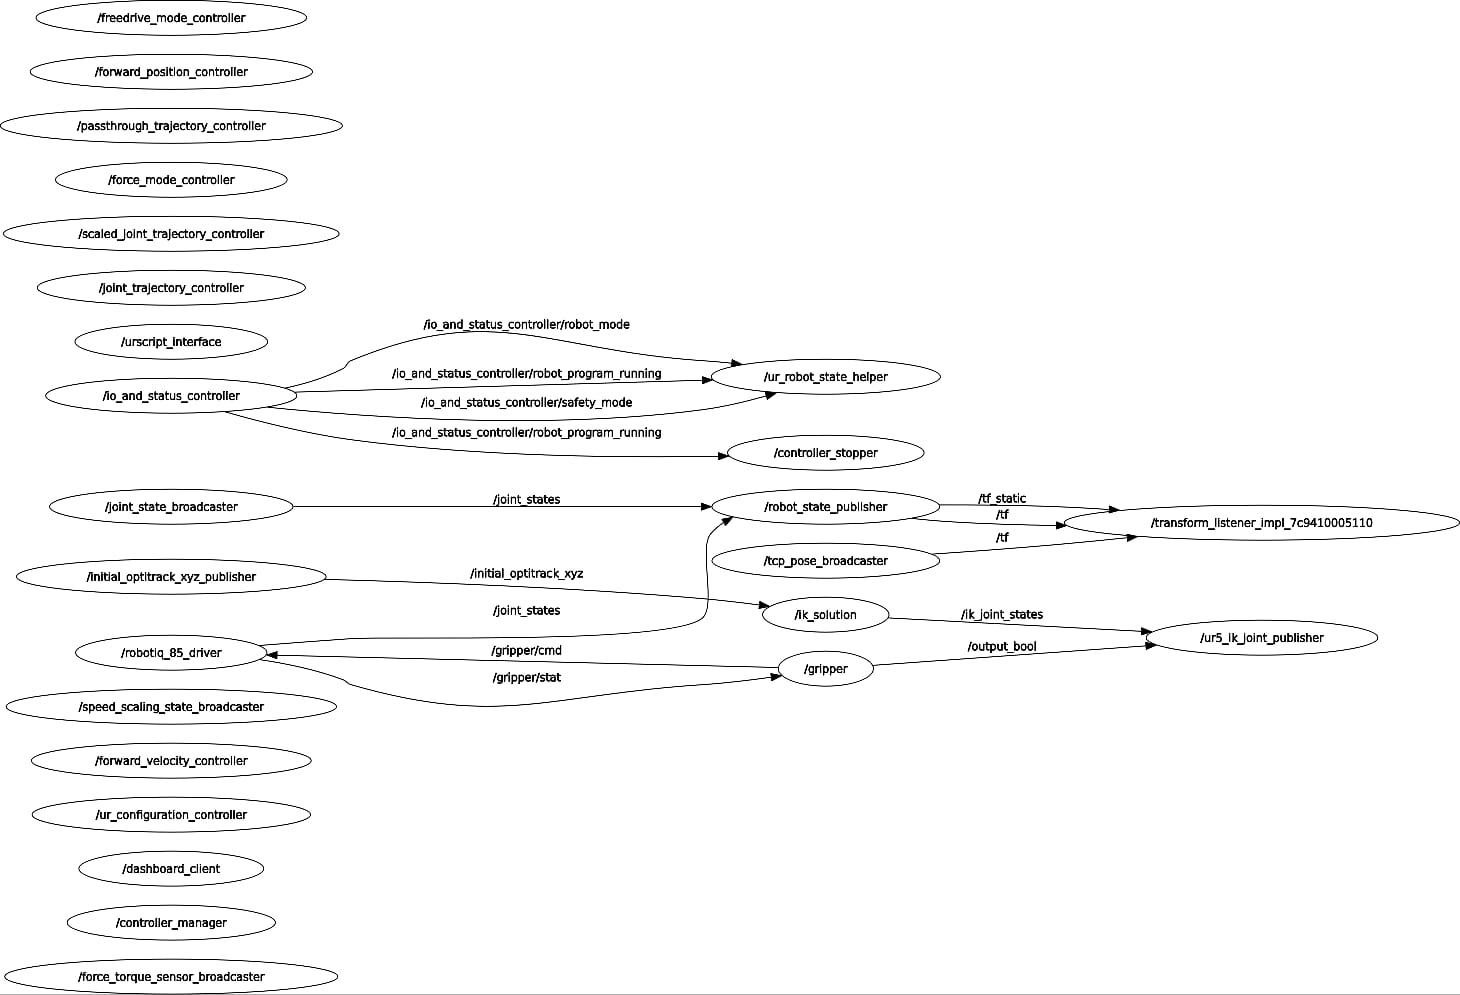 /freedrive_mode_controller
/forward_position_controller
/passthrough_trajectory_controller
/force_mode_controller
/scaled_joint_trajectory_controller
/joint_trajectory_controller
/io_and_status_controller/robot_mode
/urscript_interface
/io_and_status_controller/robot_program_running
/ur_robot_state_helper
/io_and_status_controller
/io_and_status_controller/safety_mode
/io_and_status_controller/robot_program_running
/controller_stopper
/joint_state_broadcaster
/joint_states
/robot_state_publisher
/tf_static
/tf
/transform_listener_impl_7c9410005110
/tf
/tcp_pose_broadcaster
/initial_optitrack_xyz_publisher
/initial_optitrack_xyz
/joint_states
/ik_solution
/ik_joint_states
/ur5_ik_joint_publisher
/robotiq_85_driver
/gripper/cmd
/output_bool
/gripper/stat
/gripper
/speed_scaling_state_broadcaster
/forward_velocity_controller
/ur_configuration_controller
/dashboard_client
/controller_manager
/force_torque_sensor_broadcaster